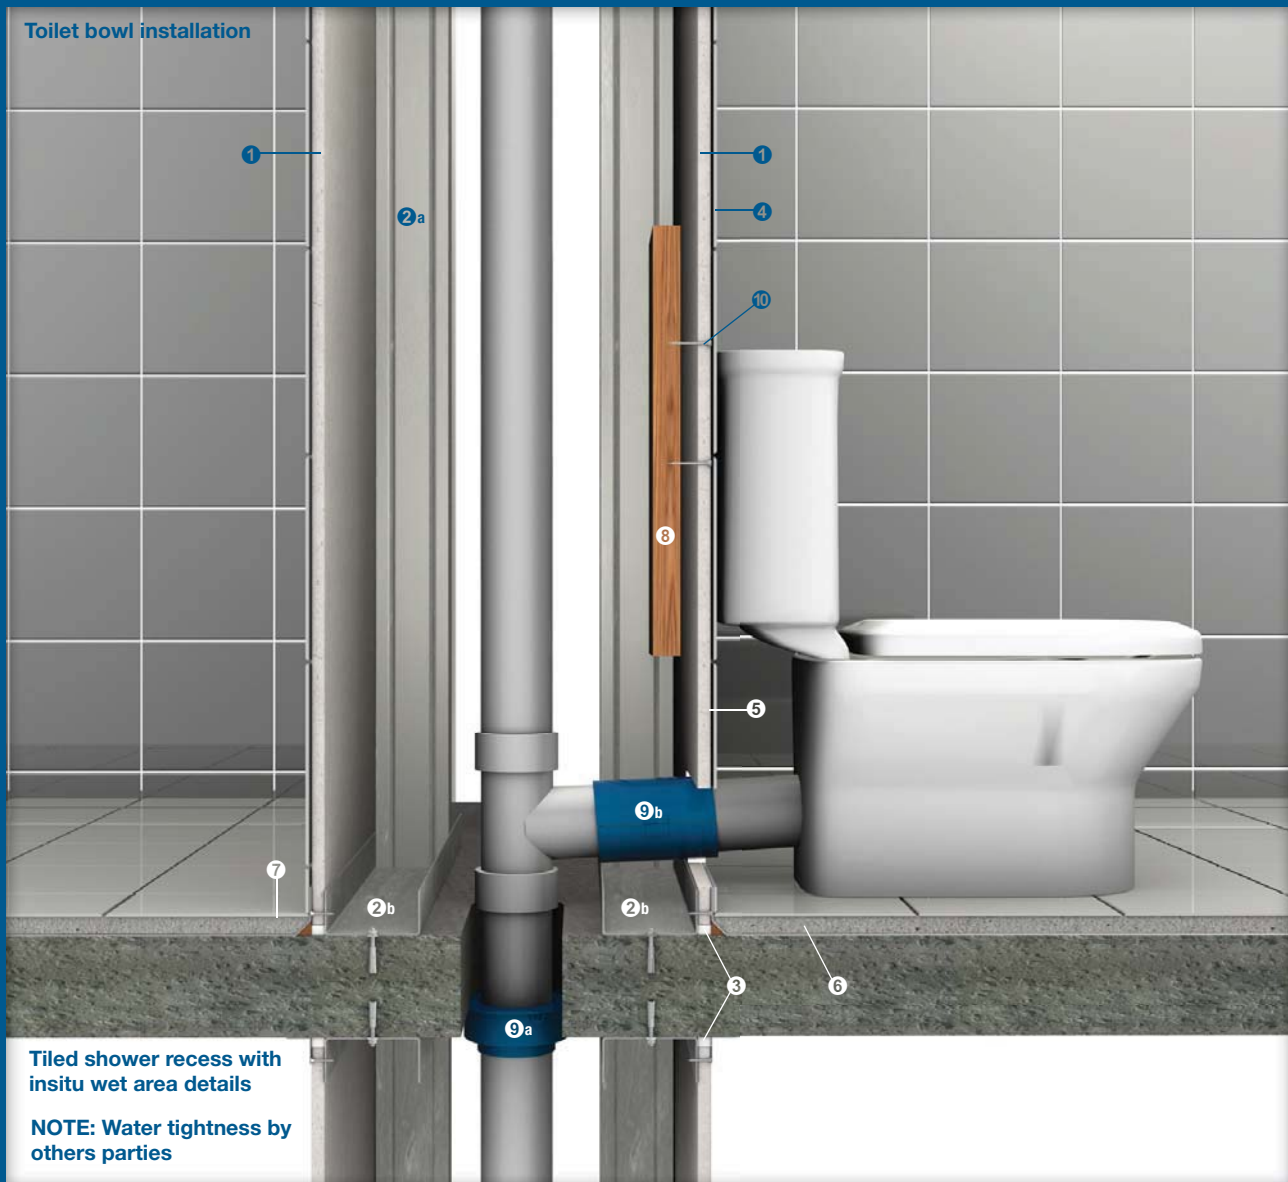 Toilet bowl installation
1
1
2a
4
10
8
5
9b
7
2b
2b
3
6
9a
Tiled shower recess with
insitu wet area details
NOTE: Water tightness by
others parties